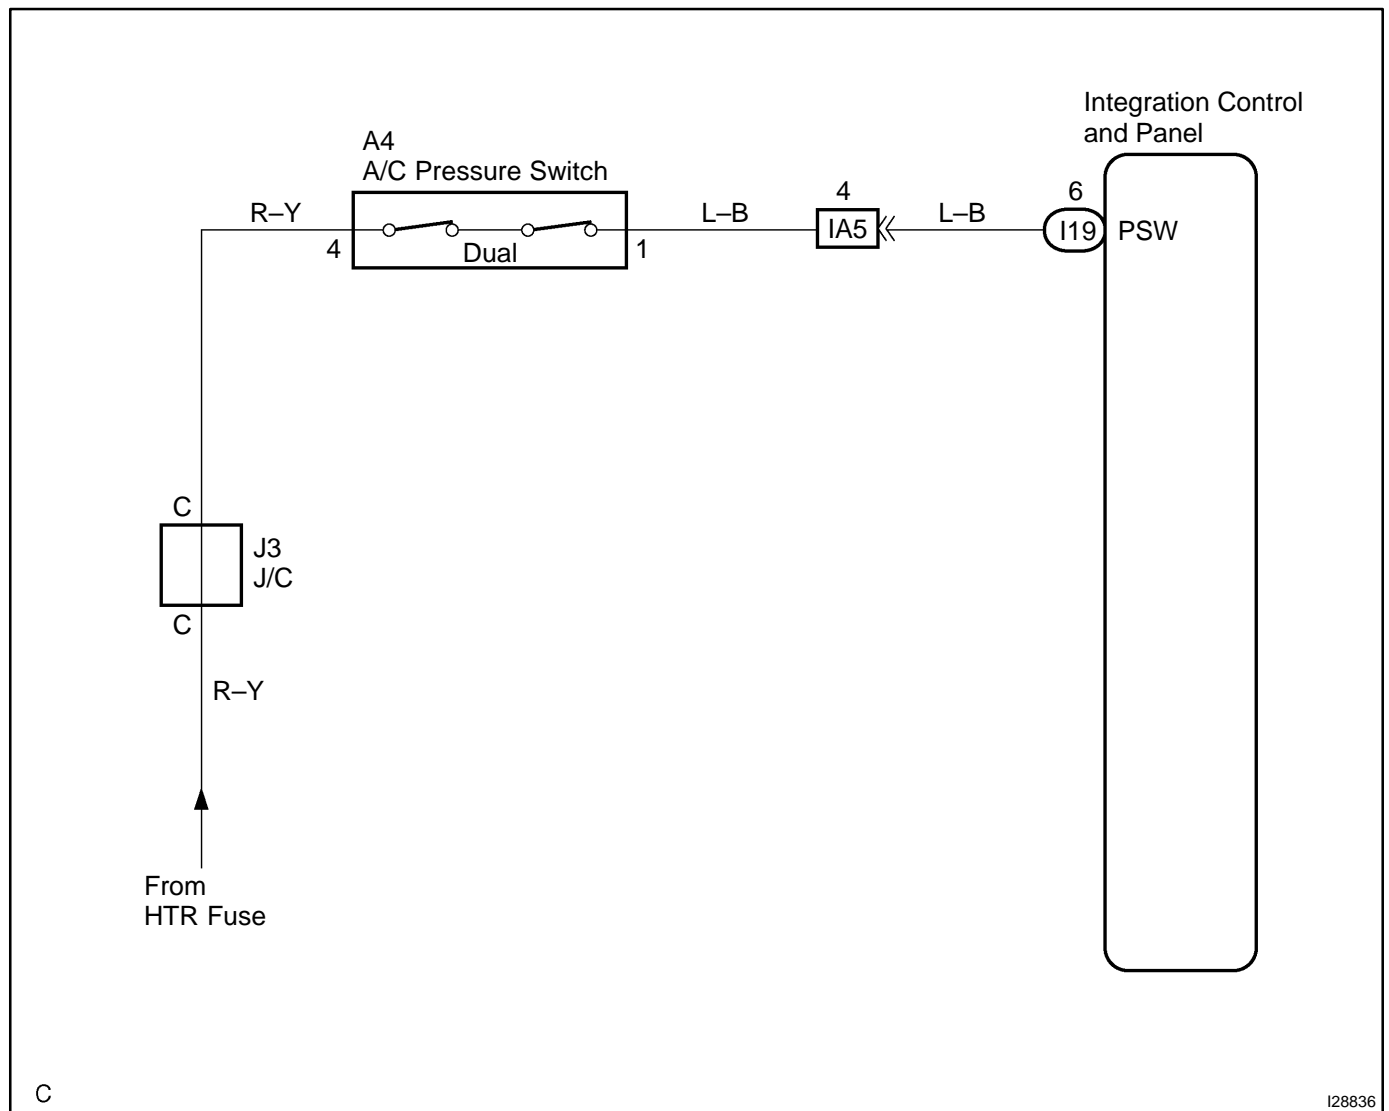 Integration Control
and Panel
A4
A/C Pressure Switch
R–Y
4
Dual
1
L–B
4
IA5
L–B
6
I19
PSW
C
J3
J/C
C
R–Y
From
HTR Fuse
C
I28836